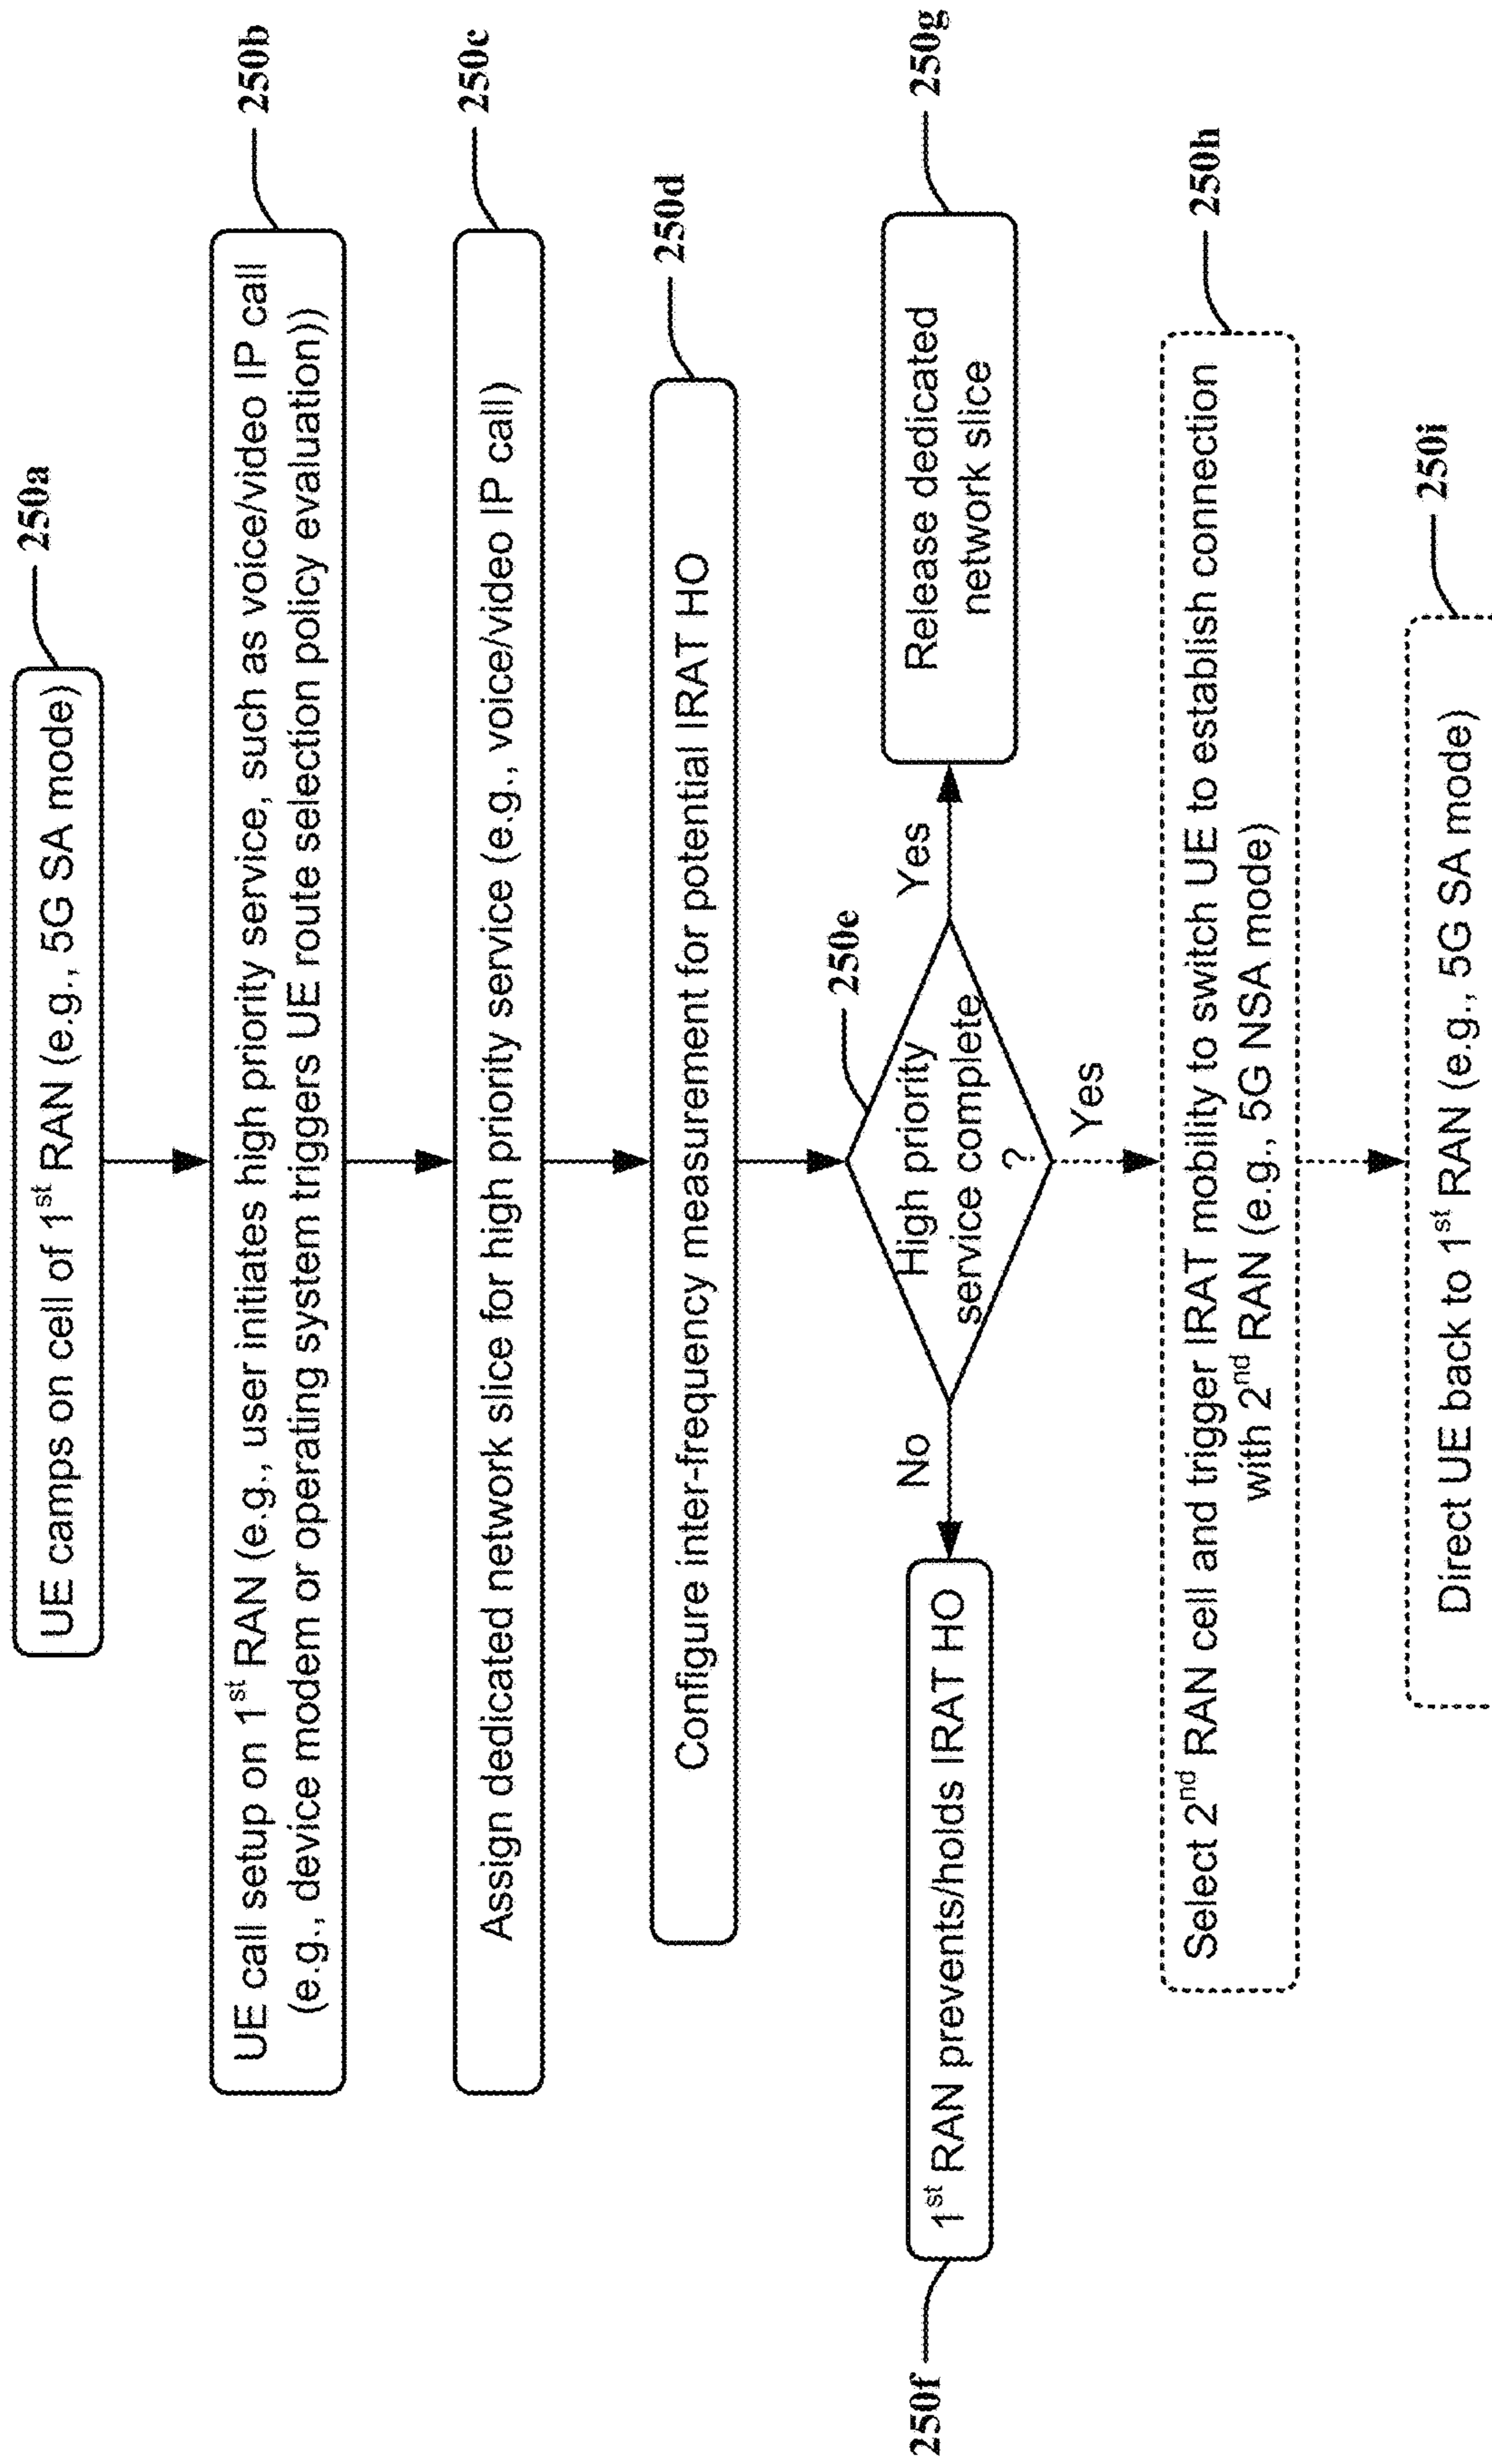 250a
UE camps on cell of 1st RAN (e.g., 5G SA mode)
250b
UE call setup on 1st RAN (e.g., user initiates high priority service, such as voice/video IP call
(e.g., device modem or operating system triggers UE route selection policy evaluation))
250c
Assign dedicated network slice for high priority service (e.g., voice/video IP call)
250d
Configure inter-frequency measurement for potential IRAT HO
250e
High priority
service complete
?
No
Yes
Yes
250f
1st RAN prevents/holds IRAT HO
250g
Release dedicated
network slice
250h
Select 2nd RAN cell and trigger IRAT mobility to switch UE to establish connection
with 2nd RAN (e.g., 5G NSA mode)
250i
Direct UE back to 1st RAN (e.g., 5G SA mode)